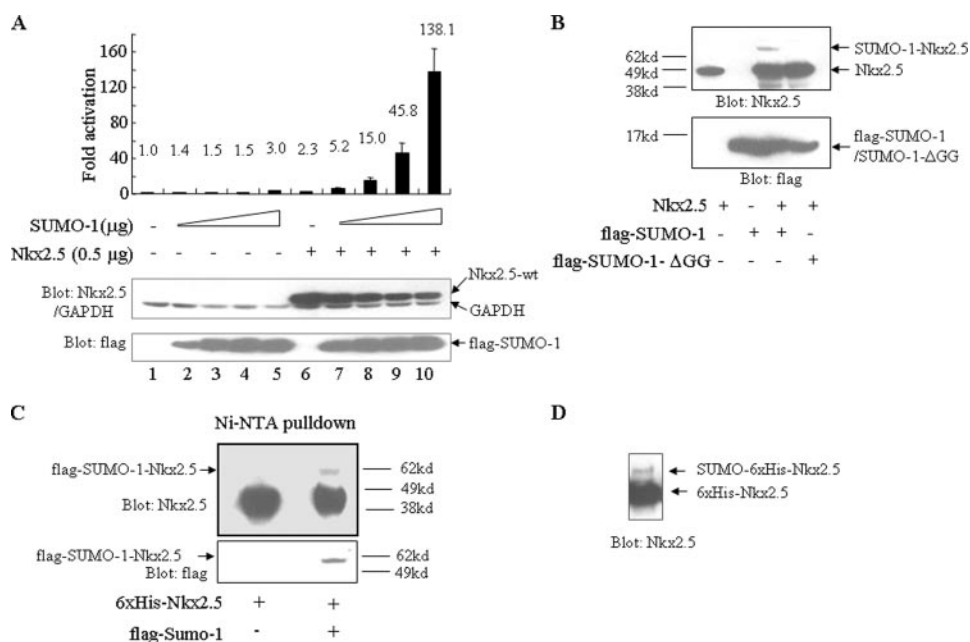 A
160
120
80
40
0
Fold activation
1.0 1.4 1.5 1.5 3.0 2.3 5.2 15.0 45.8 138.1
SUMO-1(µg) - -
Nkx2.5 (0.5 µg) - - - - - + + + + +
Blot: Nkx2.5
/GAPDH
Nkx2.5-wt
GAPDH
Blot: flag
flag-SUMO-1
1 2 3 4 5 6 7 8 9 10
B
62kd
49kd
38kd
SUMO-1-Nkx2.5
Nkx2.5
Blot: Nkx2.5
17kd
flag-SUMO-1
/SUMO-1-ΔGG
Blot: flag
Nkx2.5 + - + +
flag-SUMO-1 - + + -
flag-SUMO-1- ΔGG - - - +
C
Ni-NTA pulldown
flag-SUMO-1-Nkx2.5
Blot: Nkx2.5
62kd
49kd
38kd
flag-SUMO-1-Nkx2.5
Blot: flag
62kd
49kd
6xHis-Nkx2.5 + +
flag-Sumo-1 - +
D
SUMO-6xHis-Nkx2.5
6xHis-Nkx2.5
Blot: Nkx2.5